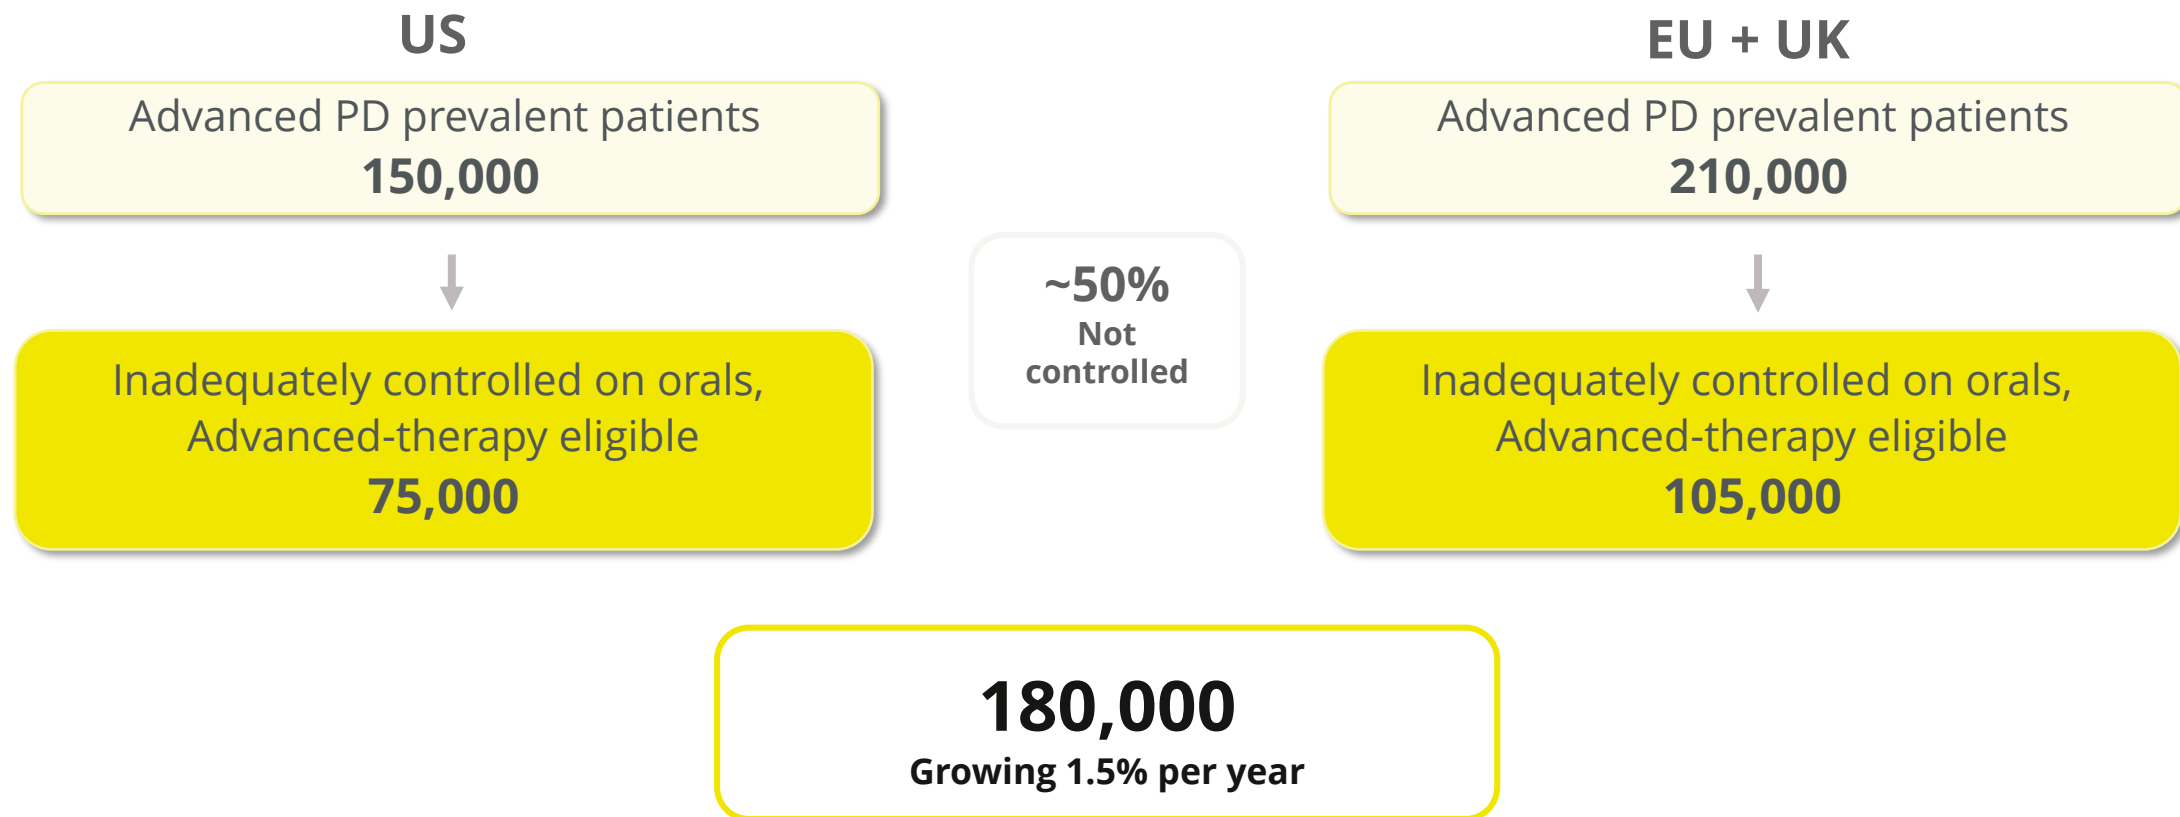 US
Advanced PD prevalent patients
150,000
Inadequately controlled on orals,
Advanced-therapy eligible
75,000
~50%
Not
controlled
EU + UK
Advanced PD prevalent patients
210,000
Inadequately controlled on orals,
Advanced-therapy eligible
105,000
180,000
Growing 1.5% per year